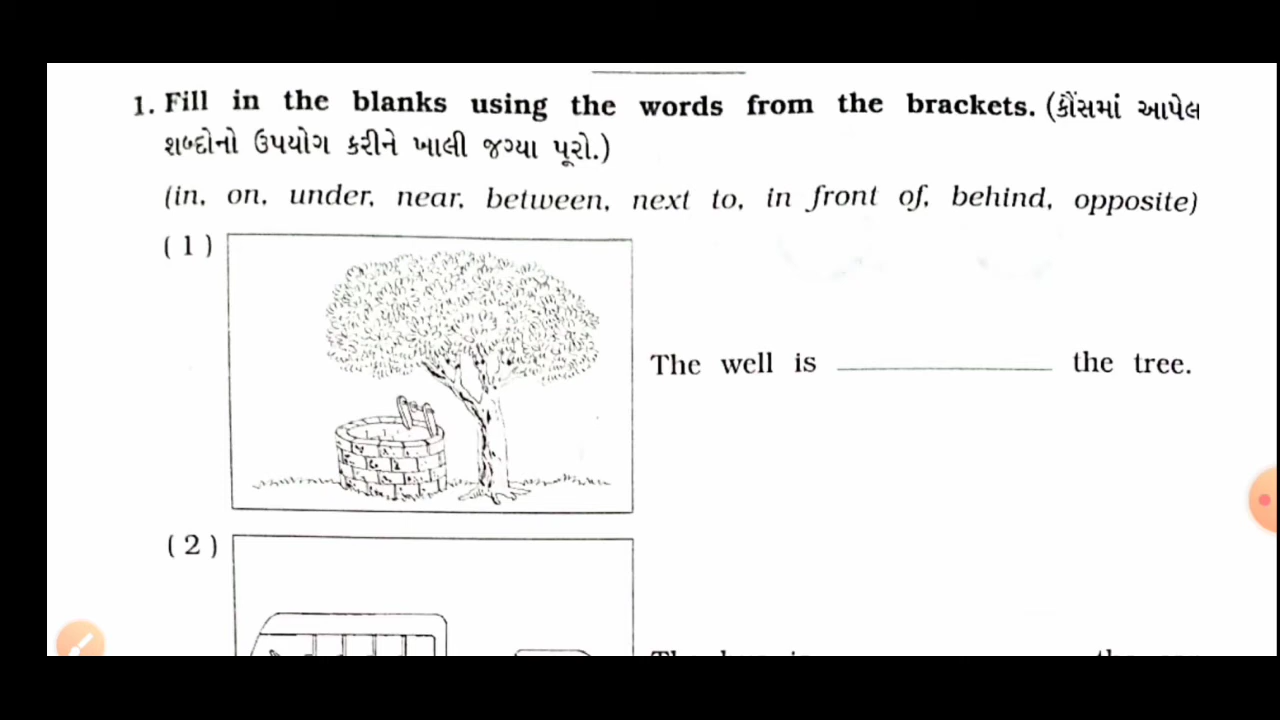 1. Fill in the blanks using the words from the brackets. (કૌંસમાં આપેલ
શબ્દોનો ઉપયોગ કરીને ખાલી જગ્યા પૂરો.)
(in, on, under, near, between, next to, in front of, behind, opposite)
(1)
The well is ____________ the tree.
(2)